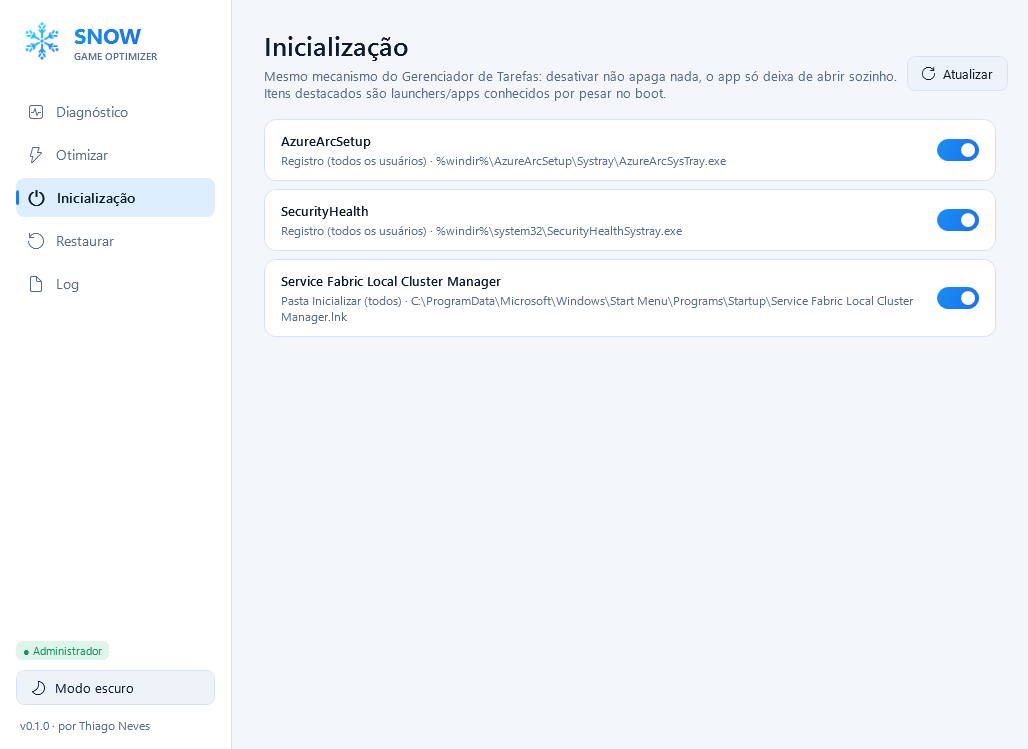 SNOW
GAME OPTIMIZER
Diagnóstico
Otimizar
Inicialização
Restaurar
Log
Administrador
Modo escuro
v0.1.0 · por Thiago Neves
Inicialização
Mesmo mecanismo do Gerenciador de Tarefas: desativar não apaga nada, o app só deixa de abrir sozinho.
Itens destacados são launchers/apps conhecidos por pesar no boot.
Atualizar
AzureArcSetup
Registro (todos os usuários) · %windir%\AzureArcSetup\Systray\AzureArcSysTray.exe
SecurityHealth
Registro (todos os usuários) · %windir%\system32\SecurityHealthSystray.exe
Service Fabric Local Cluster Manager
Pasta Inicializar (todos) · C:\ProgramData\Microsoft\Windows\Start Menu\Programs\Startup\Service Fabric Local Cluster
Manager.lnk